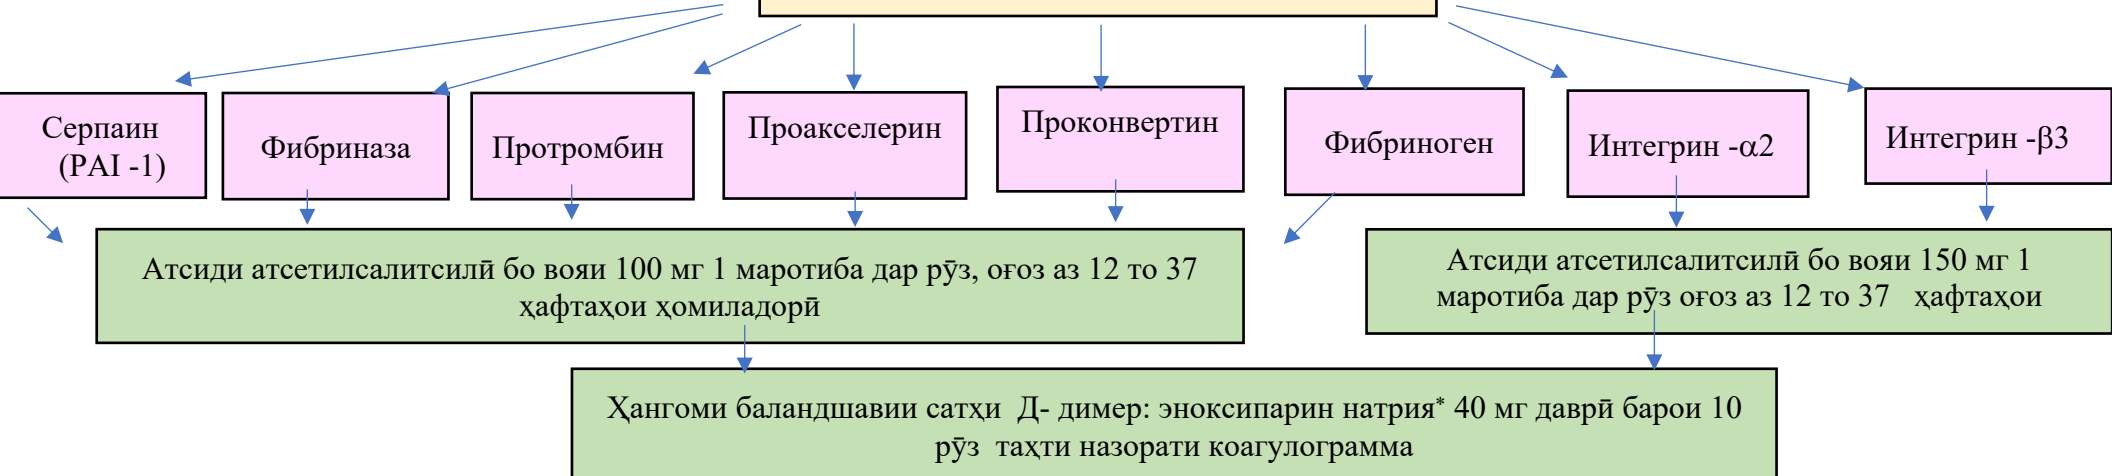 Серпаин
(PAI -1)
Фибриназа
Протромбин
Проакселерин
Проконвертин
Фибриноген
Интегрин -α2
Интегрин -β3
Атсиди атсетилсалитсилӣ бо вояи 100 мг 1 маротиба дар рӯз, оғоз аз 12 то 37
ҳафтаҳои ҳомиладорӣ
Атсиди атсетилсалитсилӣ бо вояи 150 мг 1
маротиба дар рӯз оғоз аз 12 то 37 ҳафтаҳои
Ҳангоми баландшавии сатҳи Д- димер: эноксипарин натрия* 40 мг даврӣ барои 10
рӯз таҳти назорати коагулограмма